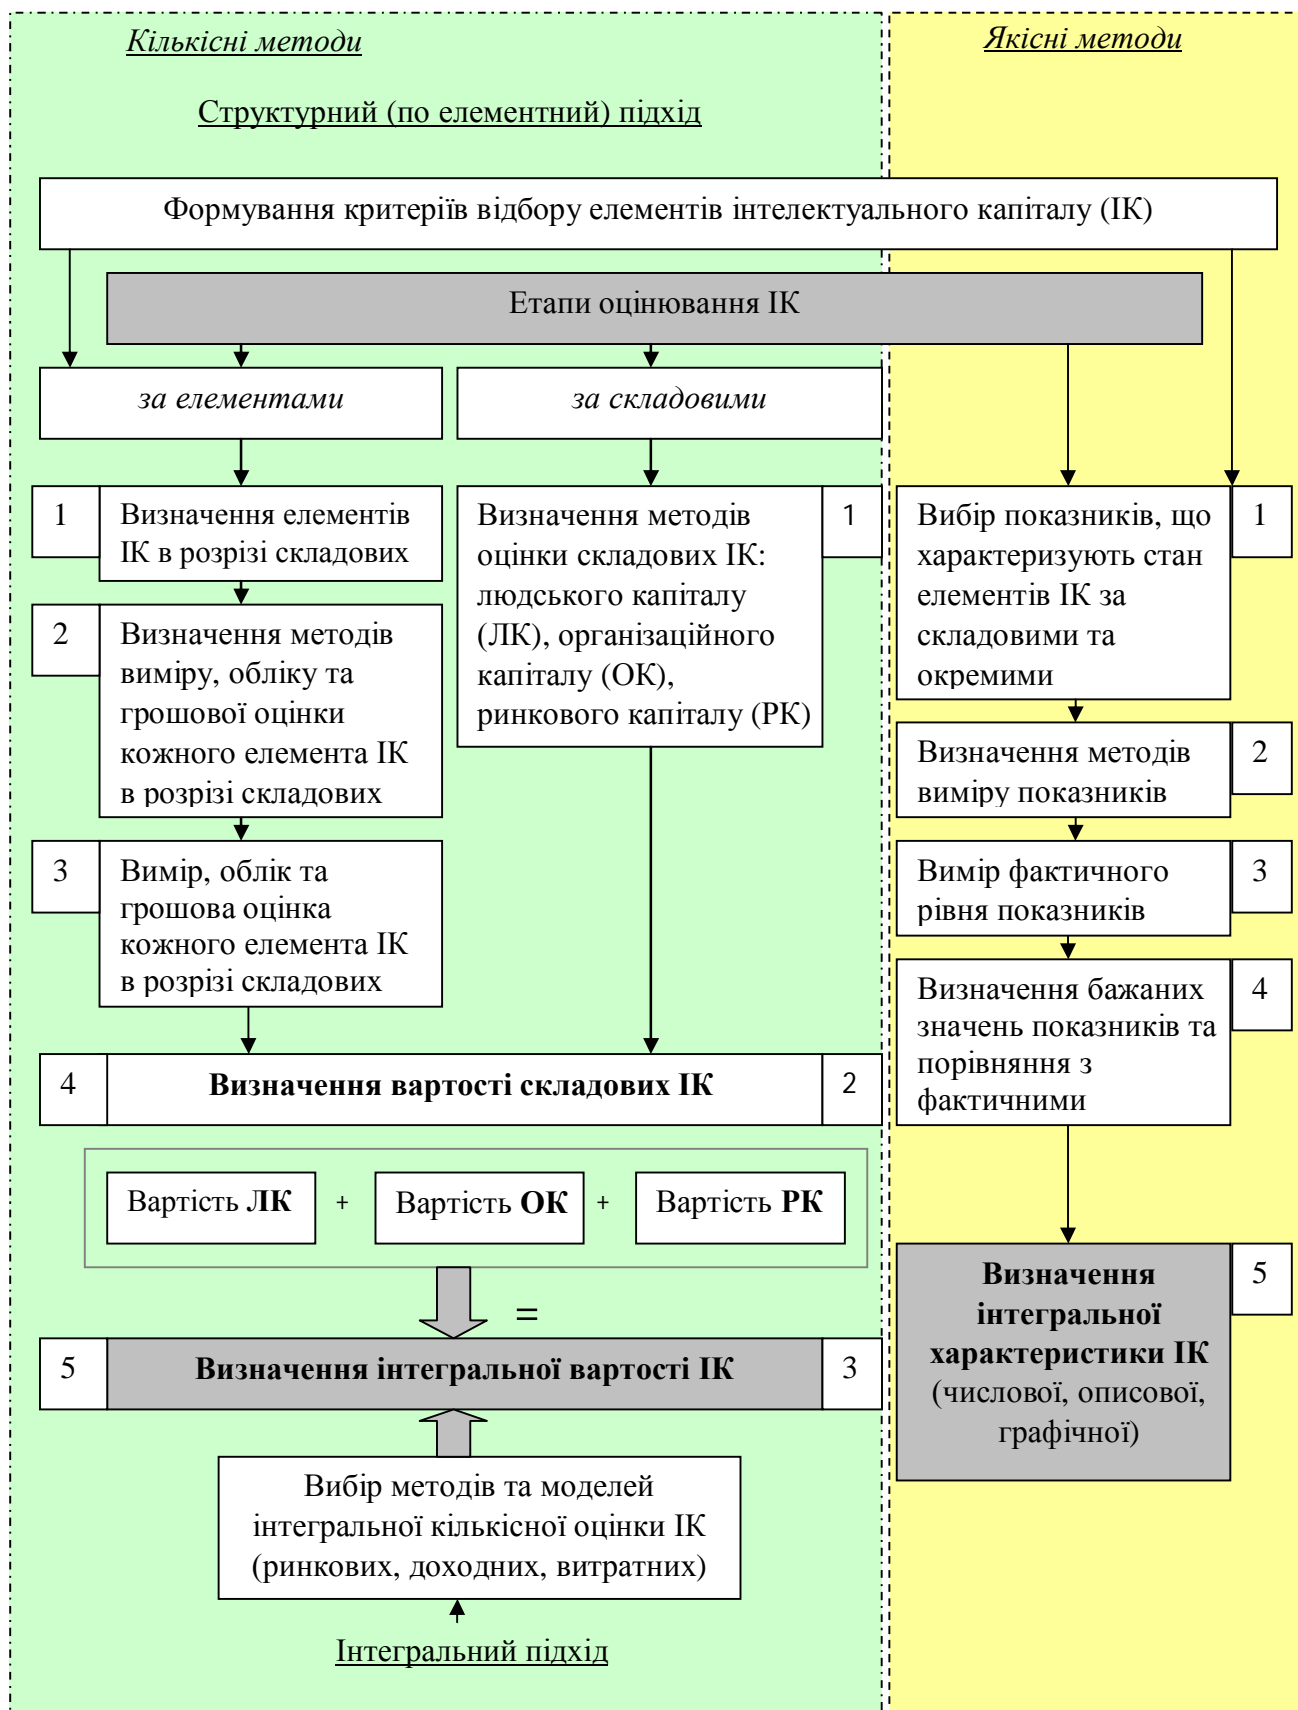 Кількісні методи
Якісні методи
Структурний (по елементний) підхід
Формування критеріїв відбору елементів інтелектуального капіталу (ІК)
Етапи оцінювання ІК
за елементами
за складовими
1
Визначення елементів
ІК в розрізі складових
2
Визначення методів
виміру, обліку та
грошової оцінки
кожного елемента ІК
в розрізі складових
3
Вимір, облік та
грошова оцінка
кожного елемента ІК
в розрізі складових
Визначення методів
оцінки складових ІК:
людського капіталу
(ЛК), організаційного
капіталу (ОК),
ринкового капіталу (РК)
1
Вибір показників, що
характеризують стан
елементів ІК за
складовими та
окремими
1
Визначення методів
виміру показників
2
Вимір фактичного
рівня показників
3
Визначення бажаних
значень показників та
порівняння з
фактичними
4
4 Визначення вартості складових ІК 2
Вартість ЛК + Вартість ОК + Вартість РК
=
5 Визначення інтегральної вартості ІК 3
Визначення
інтегральної
характеристики ІК
(числової, описової,
графічної)
5
Вибір методів та моделей
інтегральної кількісної оцінки ІК
(ринкових, доходних, витратних)
Інтегральний підхід